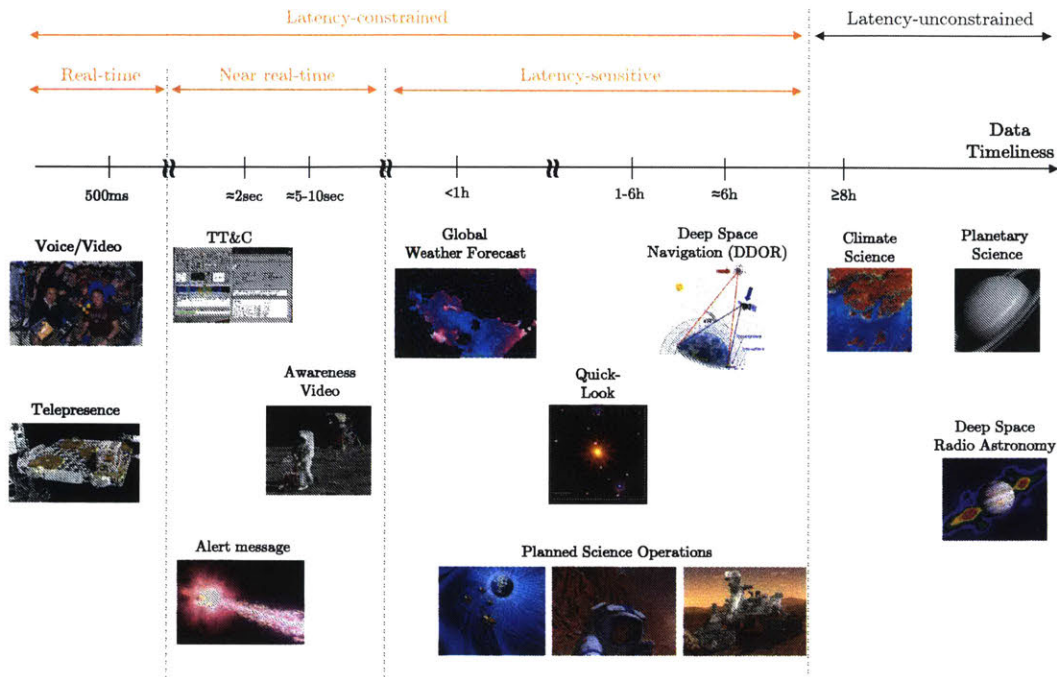 Latency-constrained
Latency-unconstrained
Real-time
Near real-time
Latency-sensitive
Data
Timeliness
500ms
≈2sec
≈5-10sec
<1h
1-6h
≈6h
≥8h
Voice/Video
TT&C
Global
Weather Forecast
Deep Space
Navigation (DDOR)
Climate
Science
Planetary
Science
Awareness
Video
Quick-
Look
Telepresence
Deep Space
Radio Astronomy
Alert message
Planned Science Operations